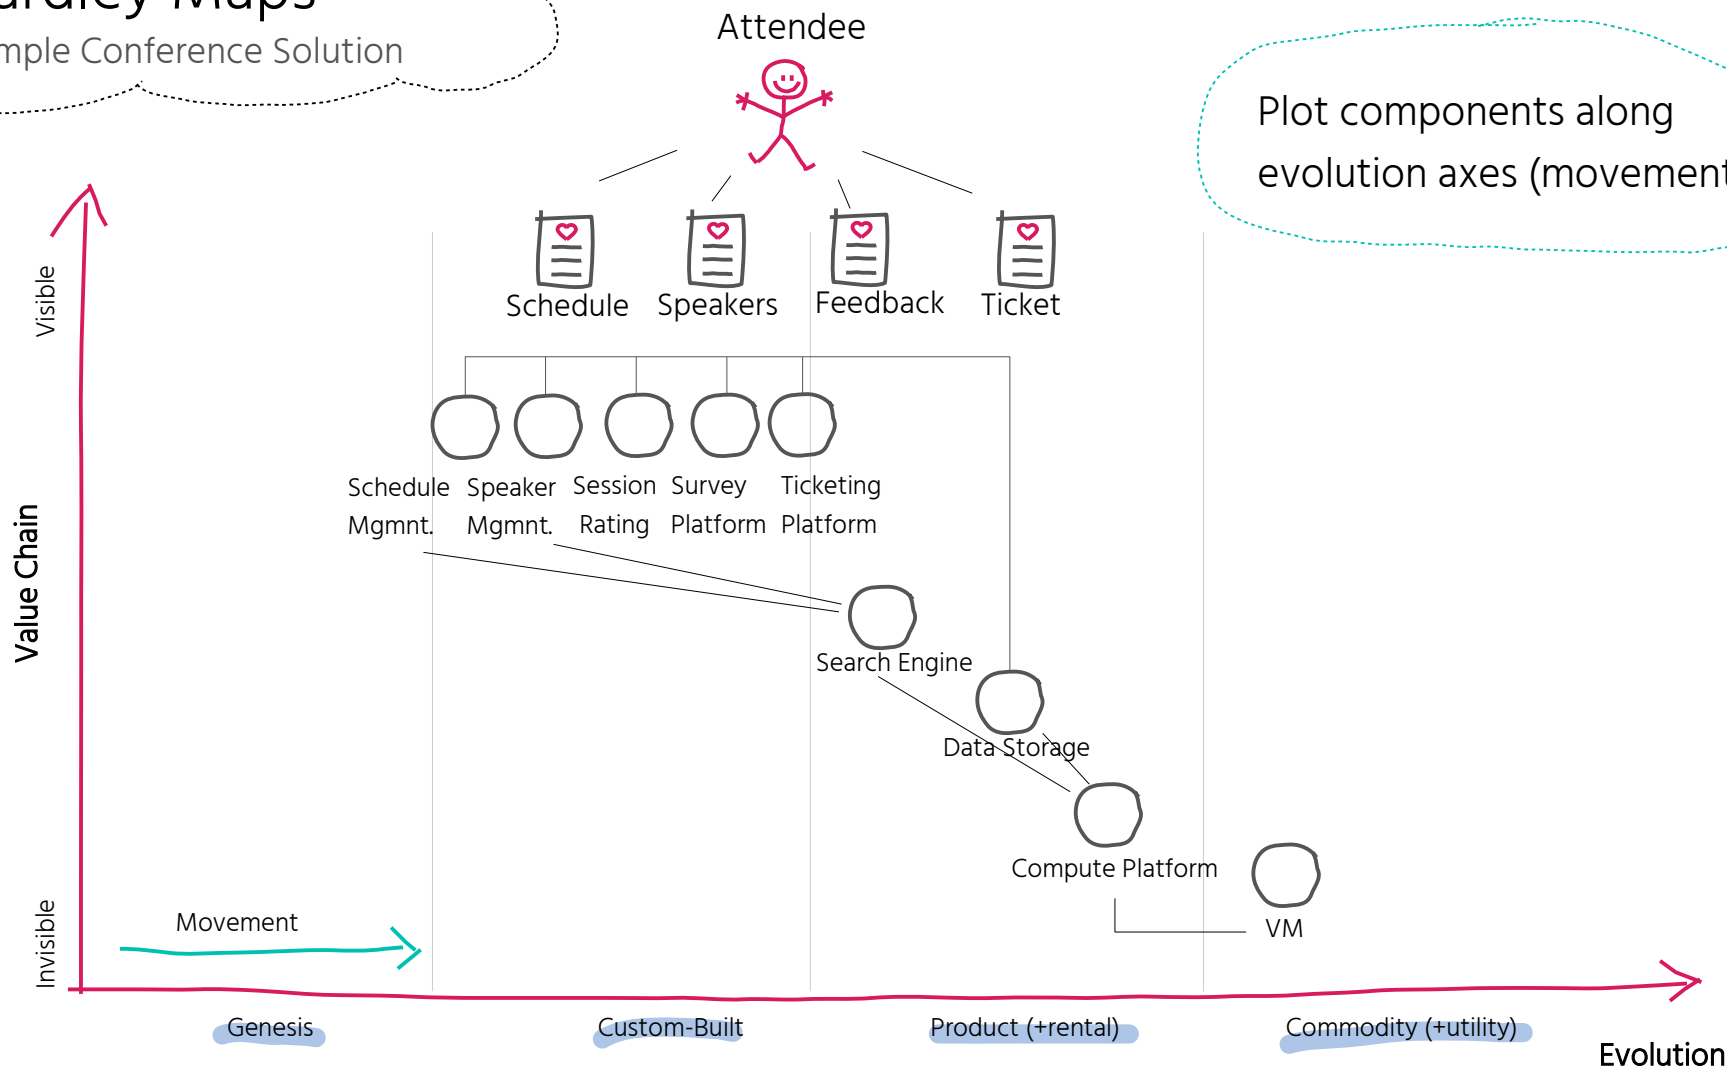 Maps
Conference Solution
Attendee
Plot components along
evolution axes (movement
Visible
Schedule
Speakers
Feedback
Ticket
Schedule
Mgmnt.
Speaker
Mgmnt.
Session
Rating
Survey
Platform
Ticketing
Platform
Value Chain
Search Engine
Data Storage
Compute Platform
VM
Invisible
Movement
Genesis
Custom-Built
Product (+rental)
Commodity (+utility)
Evolution